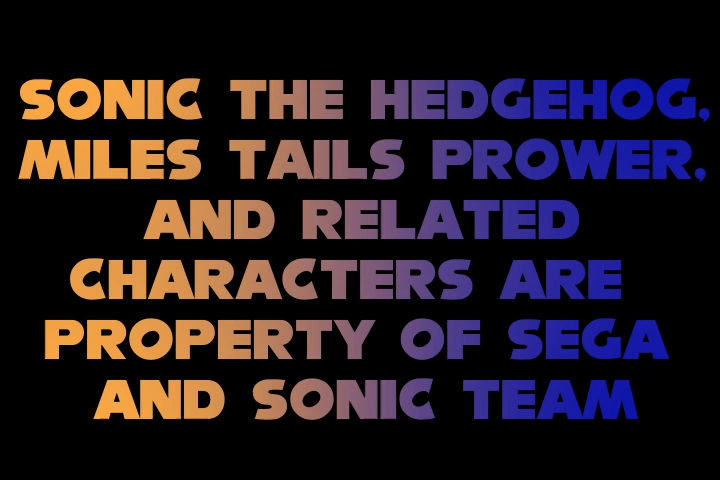 SONIC THE HEDGEHOG,
MILES TAILS PROWER,
AND RELATED
CHARACTERS ARE
PROPERTY OF SEGA
AND SONIC TEAM